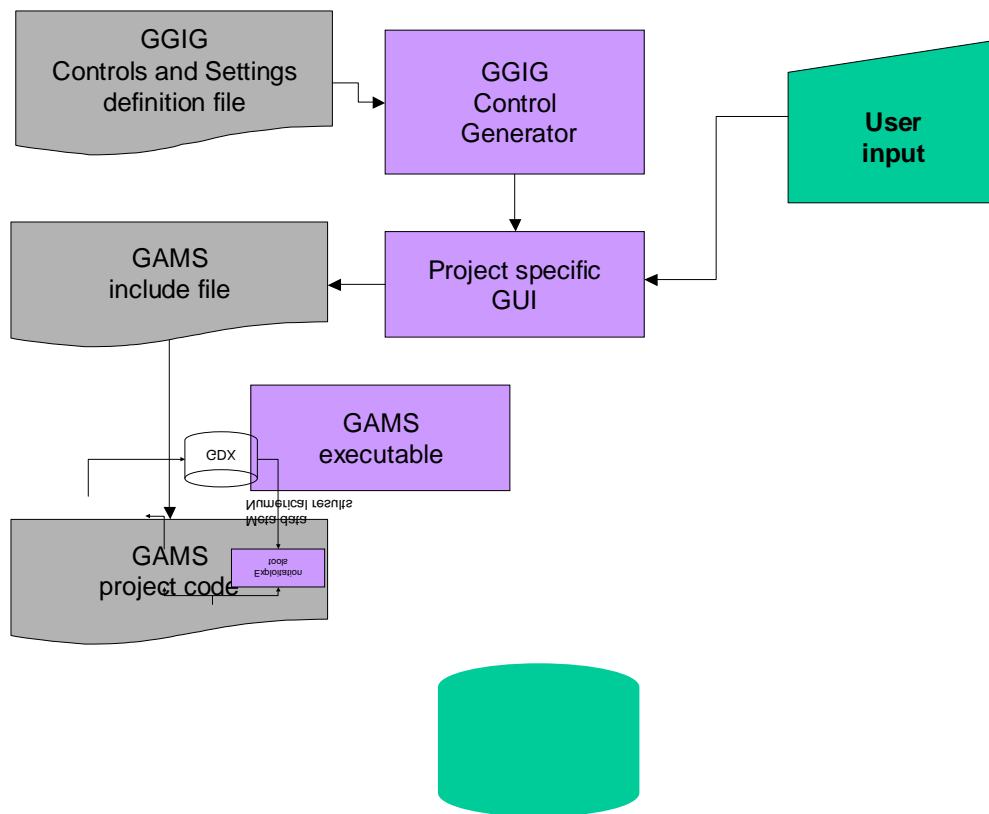 GGIG
Controls and Settings
definition file
GGIG
Control
Generator
User
input
GAMS
include file
Project specific
GUI
GAMS
executable
GDX
Numerical results
Meta data
GAMS
project code
tools
Exploitation